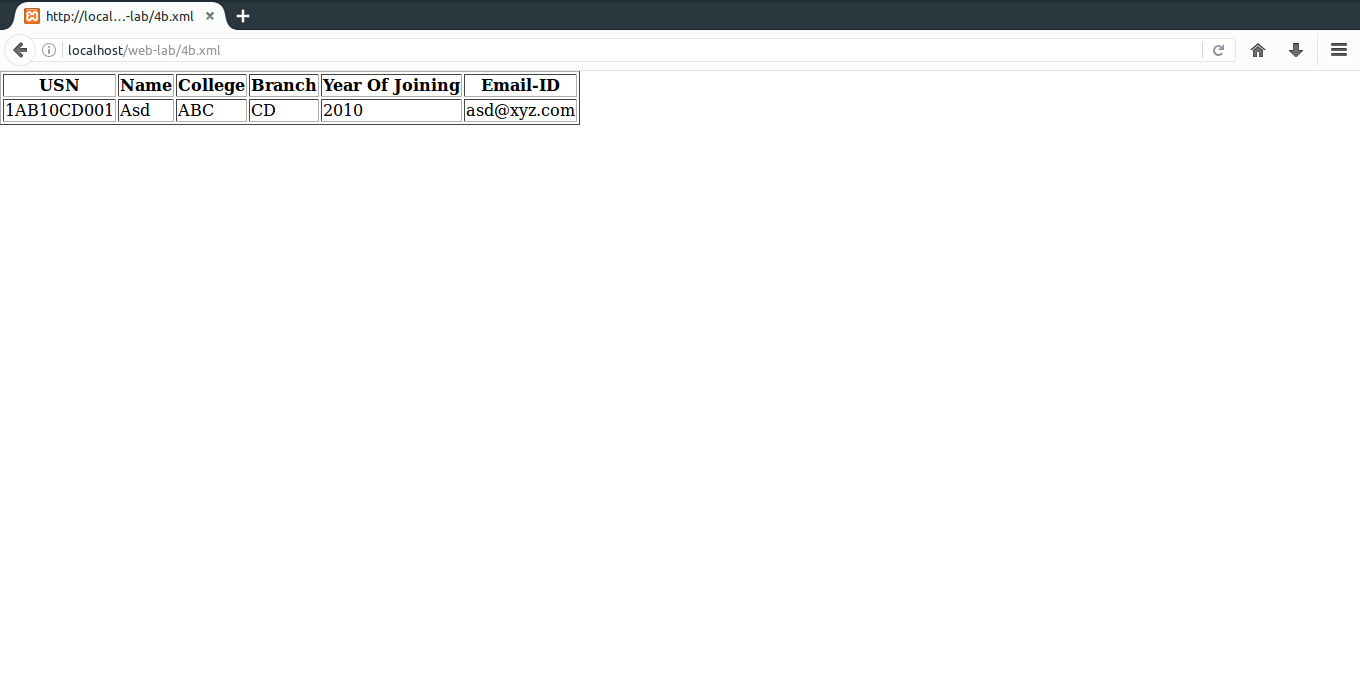 http://local...-lab/4b.xml
localhost/web-lab/4b.xml
USN Name College Branch Year Of Joining Email-ID
1AB10CD001 Asd ABC CD 2010 asd@xyz.com